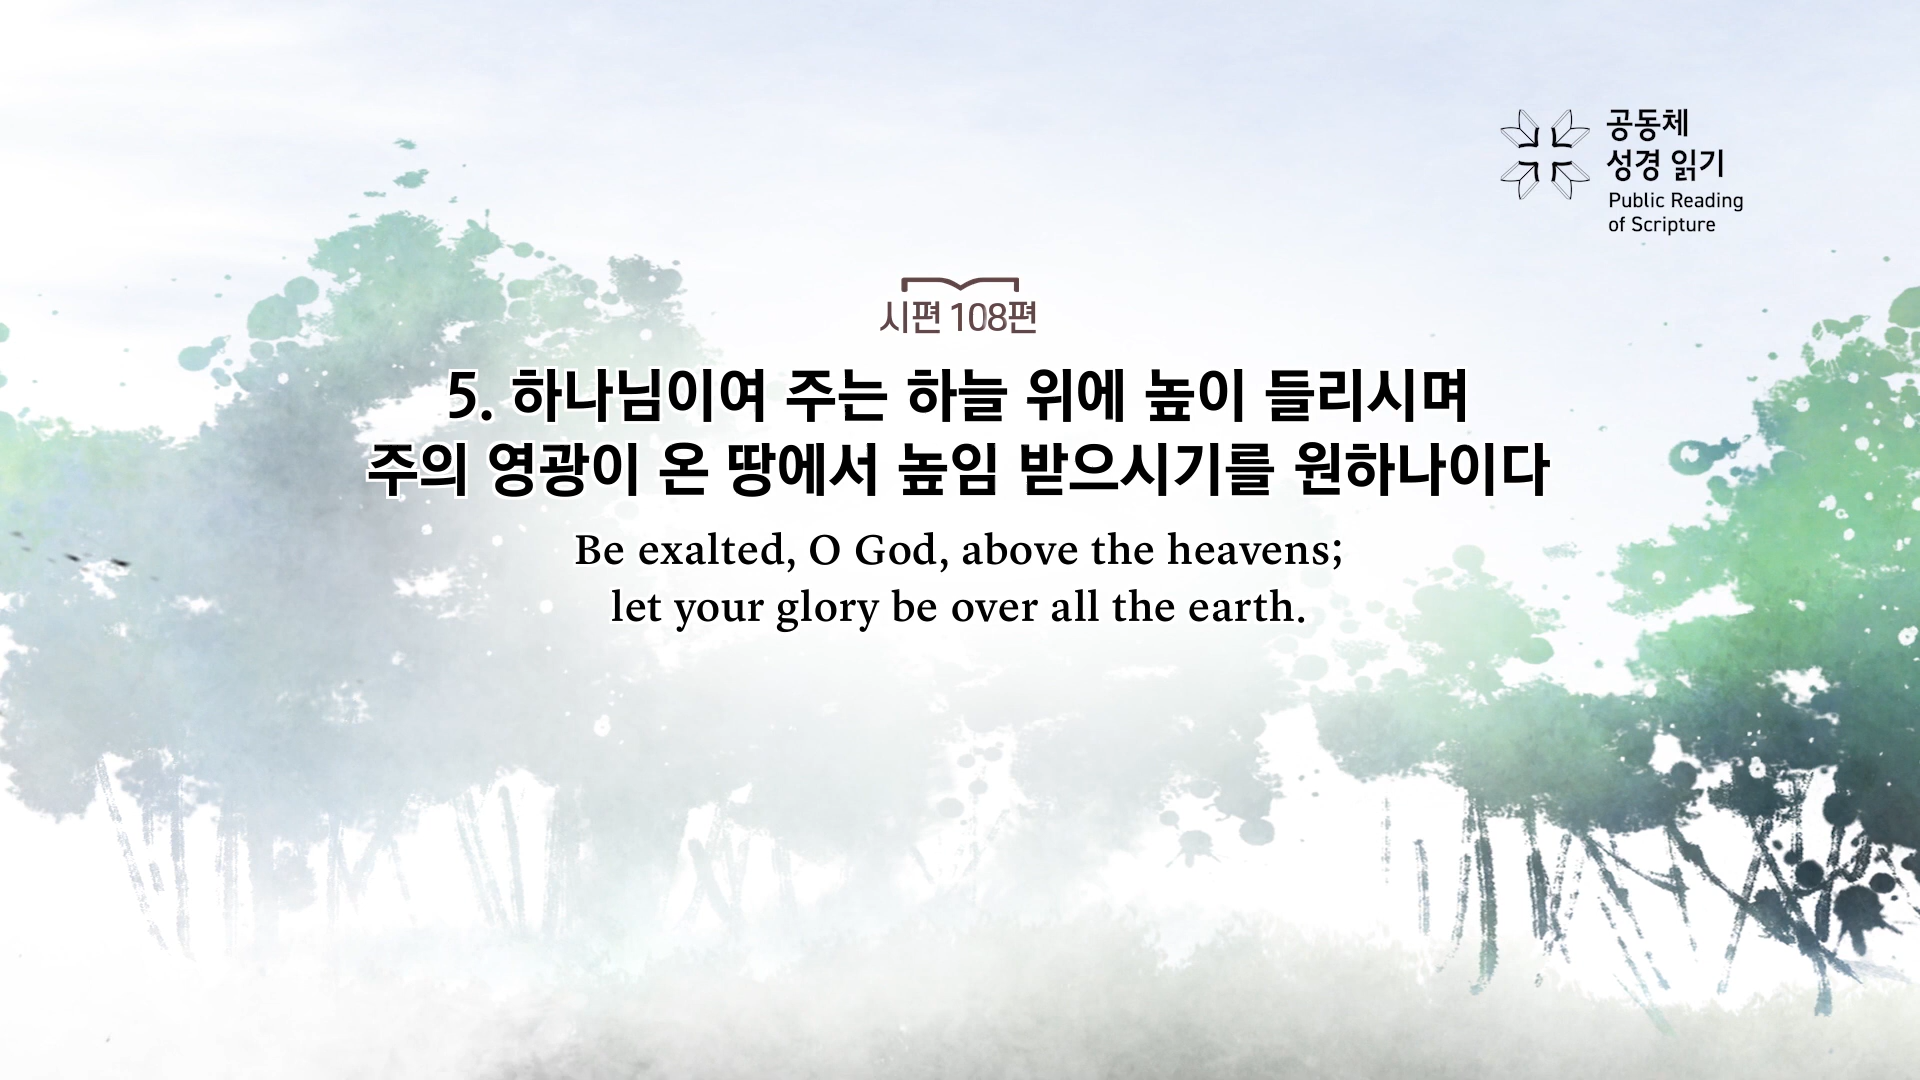 공동체
성경 읽기
Public Reading
of Scripture
시편 108편
5. 하나님이여 주는 하늘 위에 높이 들리시며
주의 영광이 온 땅에서 높임 받으시기를 원하나이다
Be exalted, O God, above the heavens;
let your glory be over all the earth.